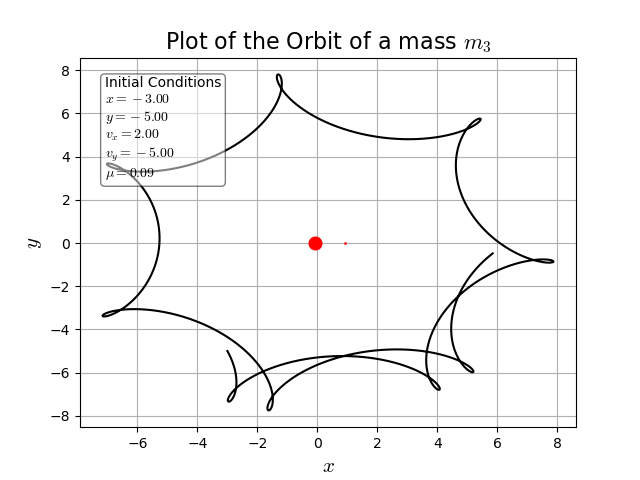 Plot of the Orbit of a mass m₃
Initial Conditions
x = −3.00
y = −5.00
vₓ = 2.00
v_y = −5.00
μ = 0.09
8
6
4
2
0
−2
−4
−6
−8
y
−6 −4 −2 0 2 4 6 8
x